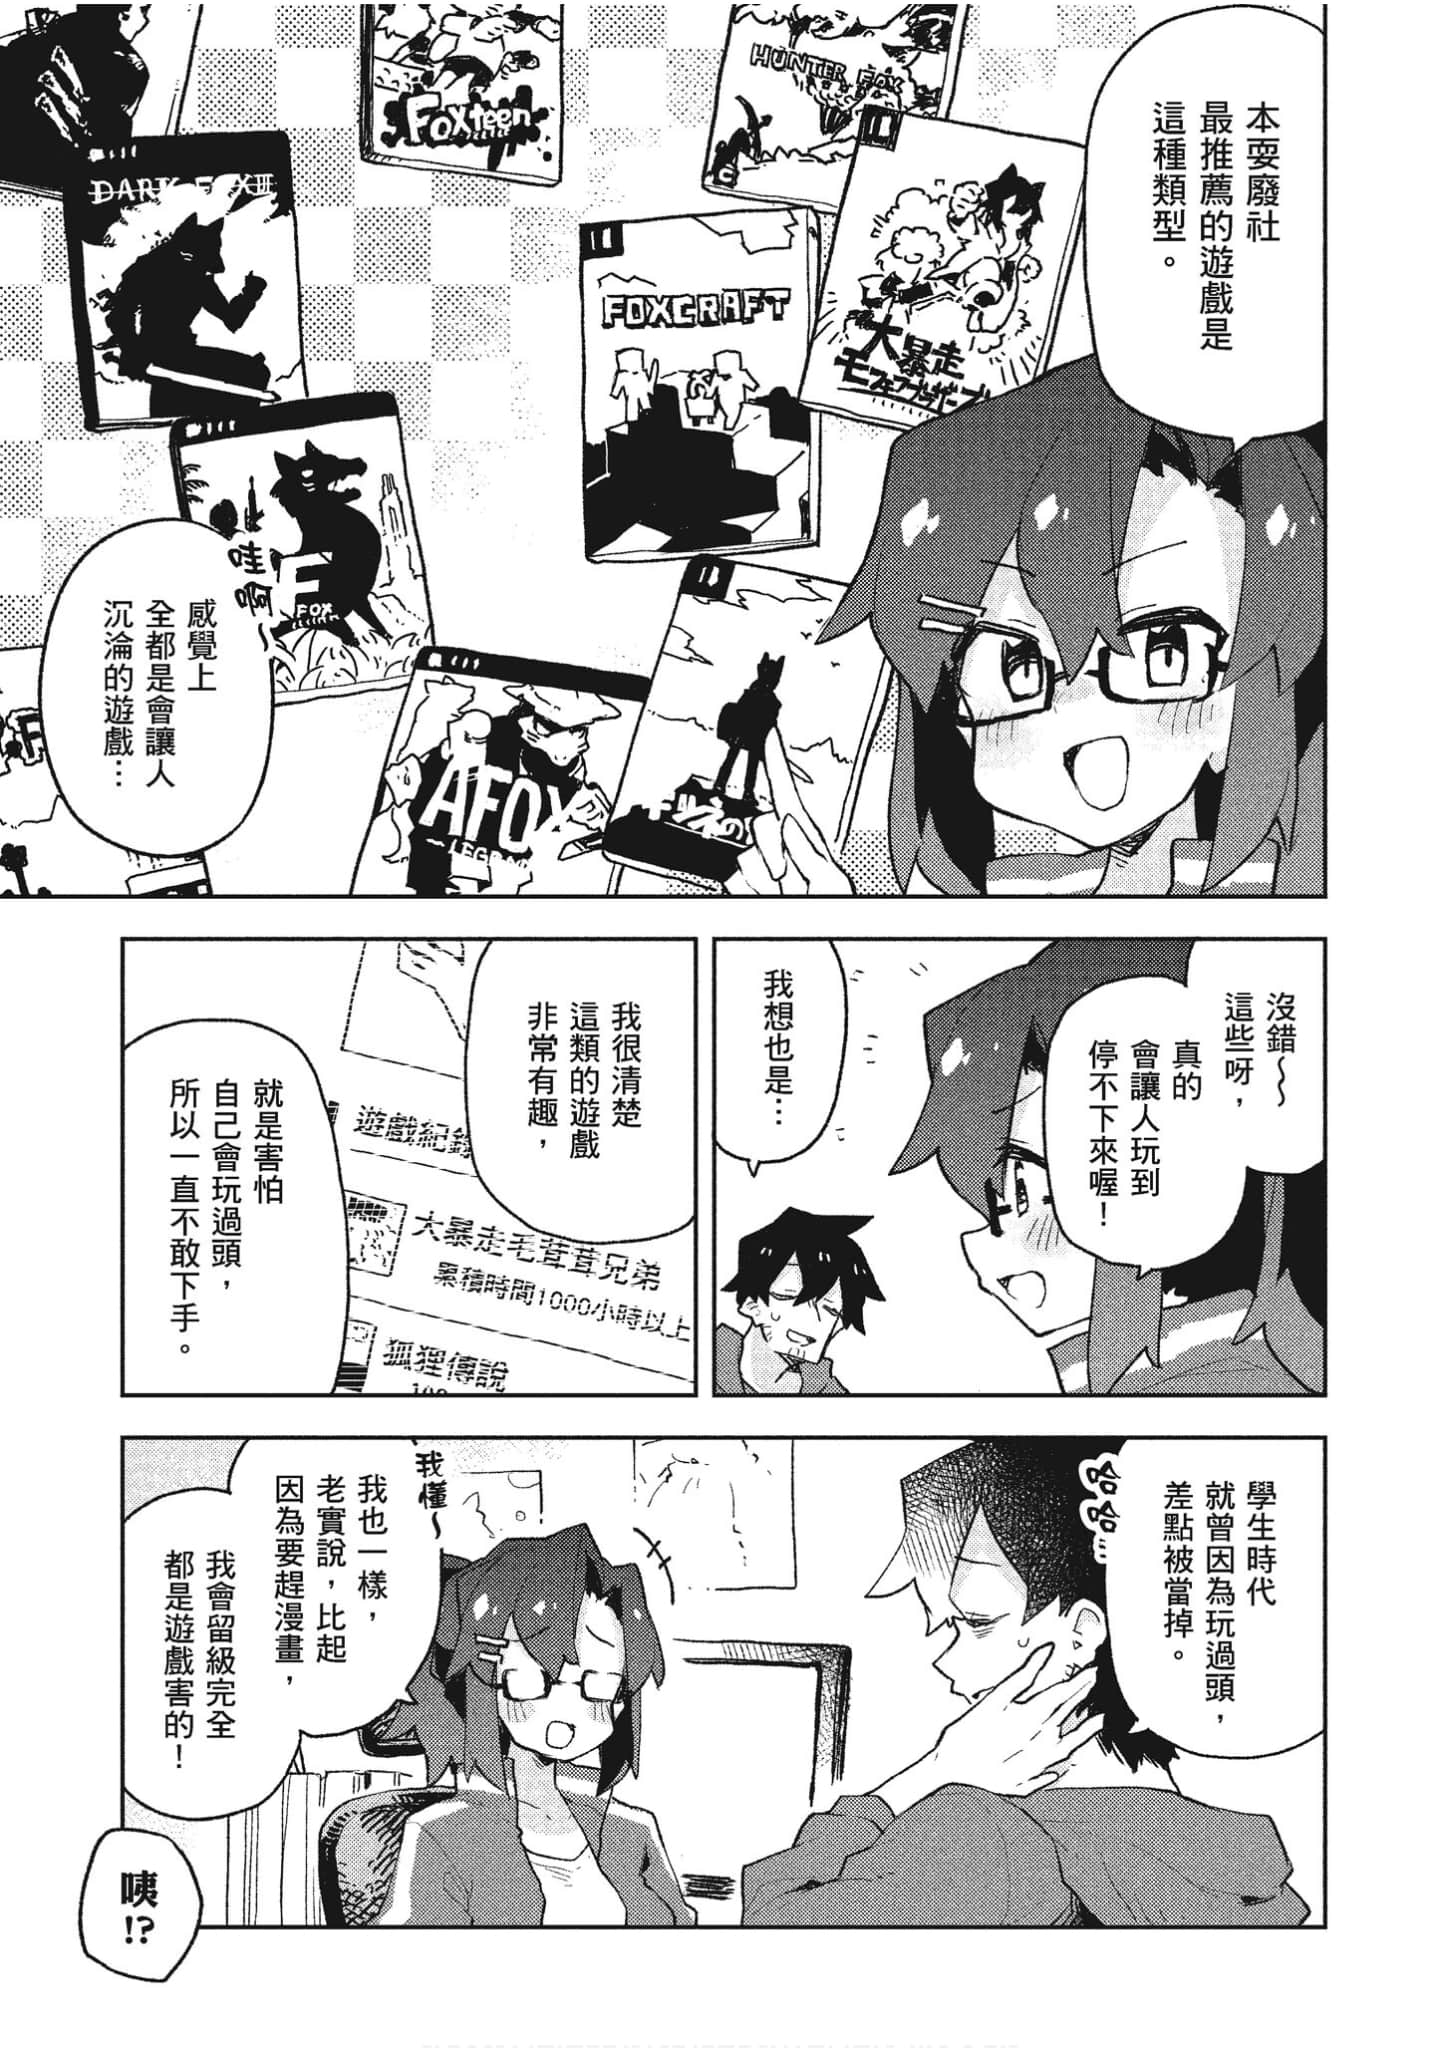 本耍廢社
最推薦的遊戲是
這種類型。
HUNTER FOX
Foxteen
DARK FOX III
FOXCRAFT
大暴走
FOX
AFOX
キツネの
哇啊~
感覺上
全都是會讓人
沉淪的遊戲…
沒錯~
這些呀，
真的
會讓人玩到
停不下來喔！
我想也是…
我很清楚
這類的遊戲
非常有趣，
遊戲紀錄
大暴走毛茸茸兄弟
累積時間1000小時以上
狐狸傳說
就是害怕
自己會玩過頭，
所以一直不敢下手。
學生時代
就曾因為玩過頭，
差點被當掉。
哈哈哈…
我懂~
我也一樣，
老實說，比起
因為要趕漫畫，
我會留級完全
都是遊戲害的！
咦!?